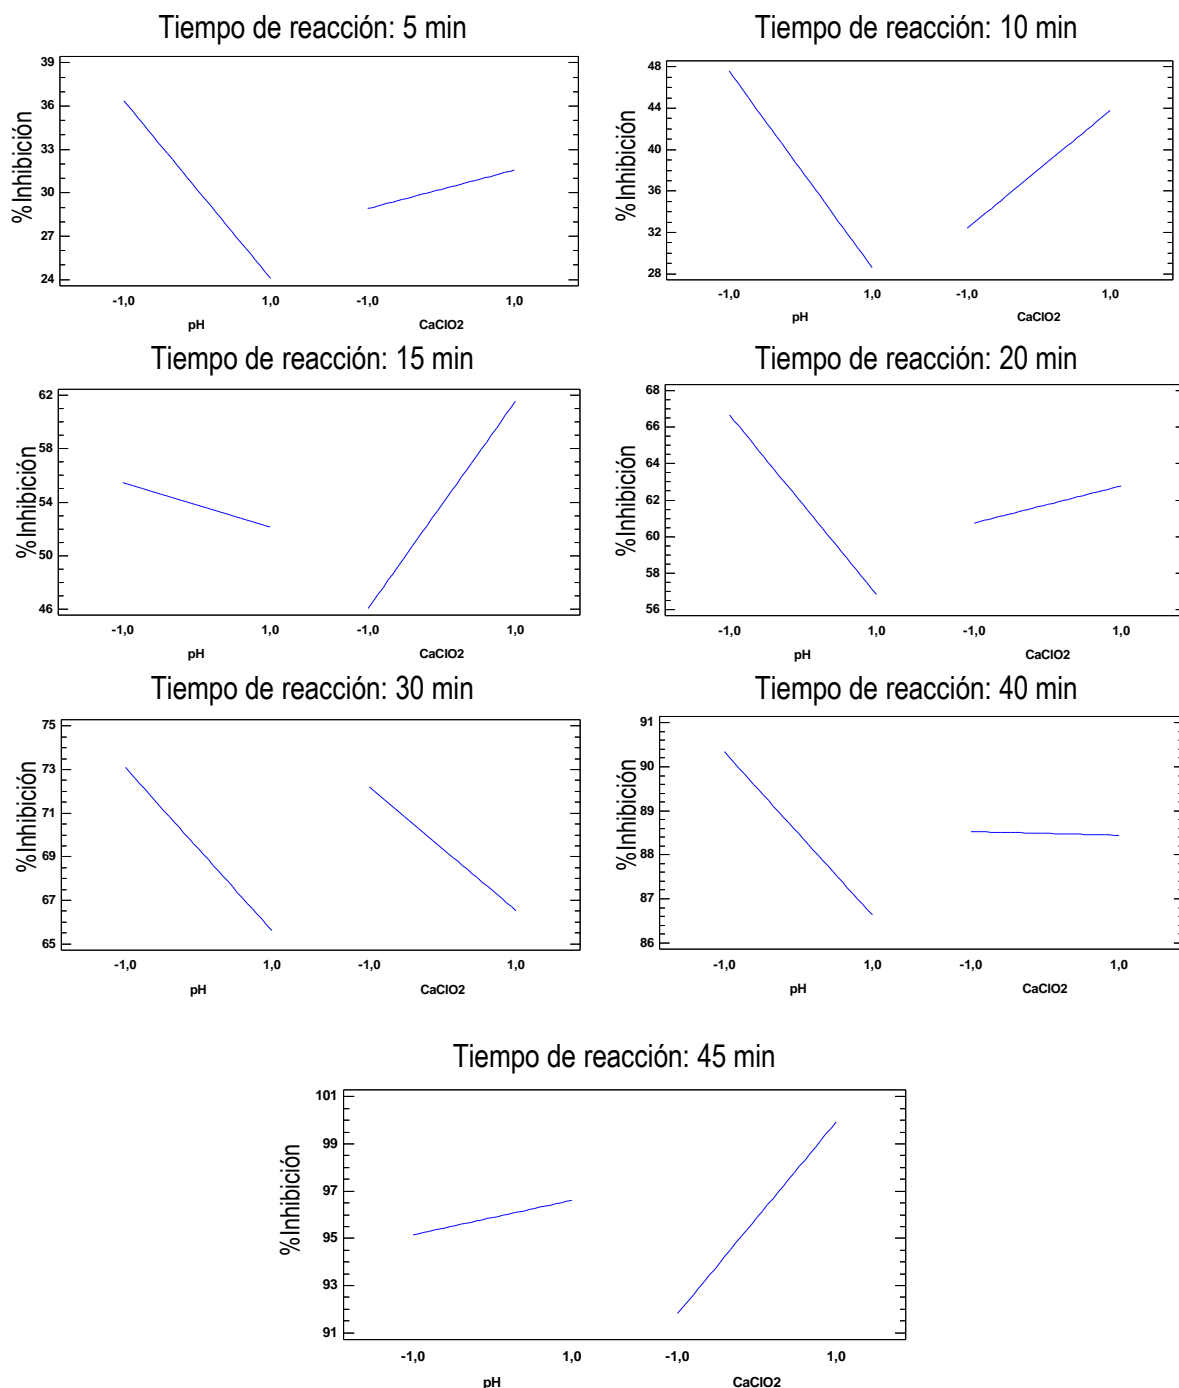 Tiempo de reacción: 5 min
%Inhibición
39
36
33
30
27
24
-1,0 1,0 -1,0 1,0
pH CaClO2
Tiempo de reacción: 10 min
%Inhibición
48
44
40
36
32
28
-1,0 1,0 -1,0 1,0
pH CaClO2
Tiempo de reacción: 15 min
%Inhibición
62
58
54
50
46
-1,0 1,0 -1,0 1,0
pH CaClO2
Tiempo de reacción: 20 min
%Inhibición
68
66
64
62
60
58
56
-1,0 1,0 -1,0 1,0
pH CaClO2
Tiempo de reacción: 30 min
%Inhibición
75
73
71
69
67
65
-1,0 1,0 -1,0 1,0
pH CaClO2
Tiempo de reacción: 40 min
%Inhibición
91
90
89
88
87
86
-1,0 1,0 -1,0 1,0
pH CaClO2
Tiempo de reacción: 45 min
%Inhibición
101
99
97
95
93
91
-1,0 1,0 -1,0 1,0
pH CaClO2